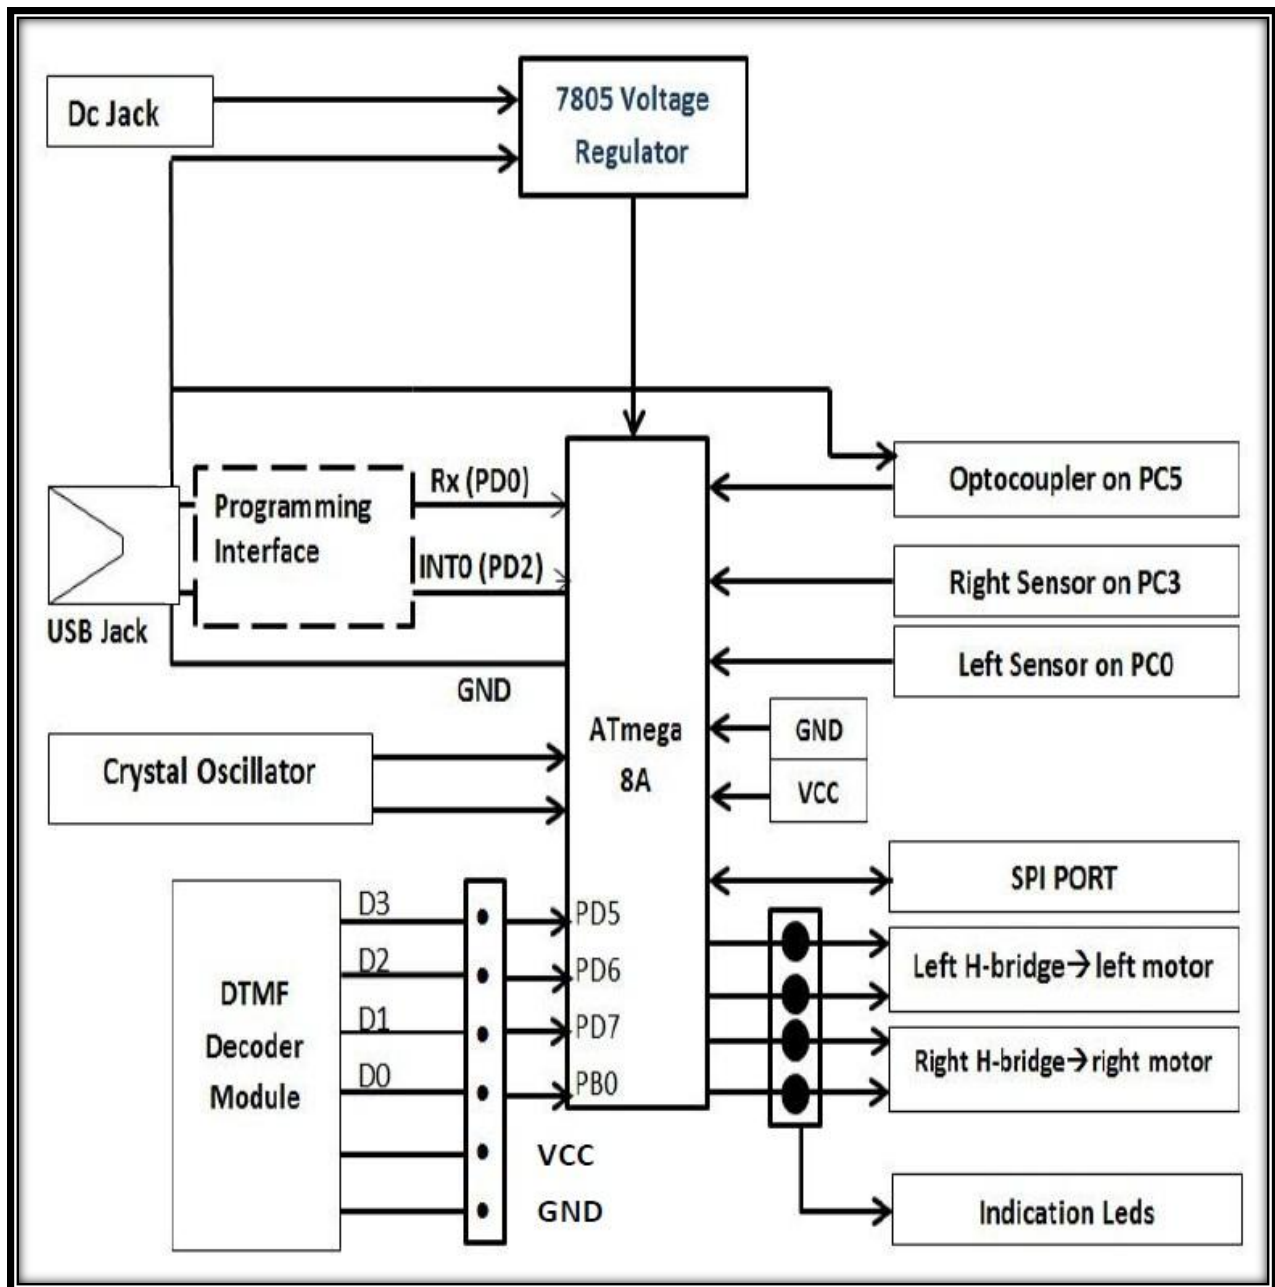 Dc Jack
7805 Voltage
Regulator
Programming
Interface
Rx (PD0)
INT0 (PD2)
USB Jack
GND
Optocoupler on PC5
Right Sensor on PC3
Left Sensor on PC0
GND
VCC
ATmega
8A
Crystal Oscillator
SPI PORT
Left H-bridge→left motor
Right H-bridge→right motor
Indication Leds
DTMF
Decoder
Module
D3
D2
D1
D0
PD5
PD6
PD7
PB0
VCC
GND